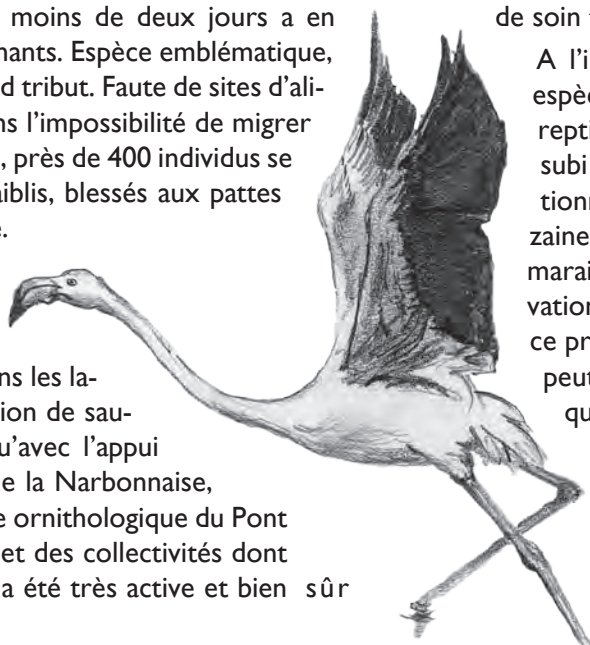 moins de deux jours a en
nants. Espèce emblématique,
d tribut. Faute de sites d'ali-
ns l'impossibilité de migrer
, près de 400 individus se
iblis, blessés aux pattes
.
ns les la-
ion de sau-
u'avec l'appui
e la Narbonnaise,
e ornithologique du Pont
et des collectivités dont
a été très active et bien sûr
de soin
A l'i
espèc
repti
subi
tionn
zaine
marai
vation
ce pr
peut
qu